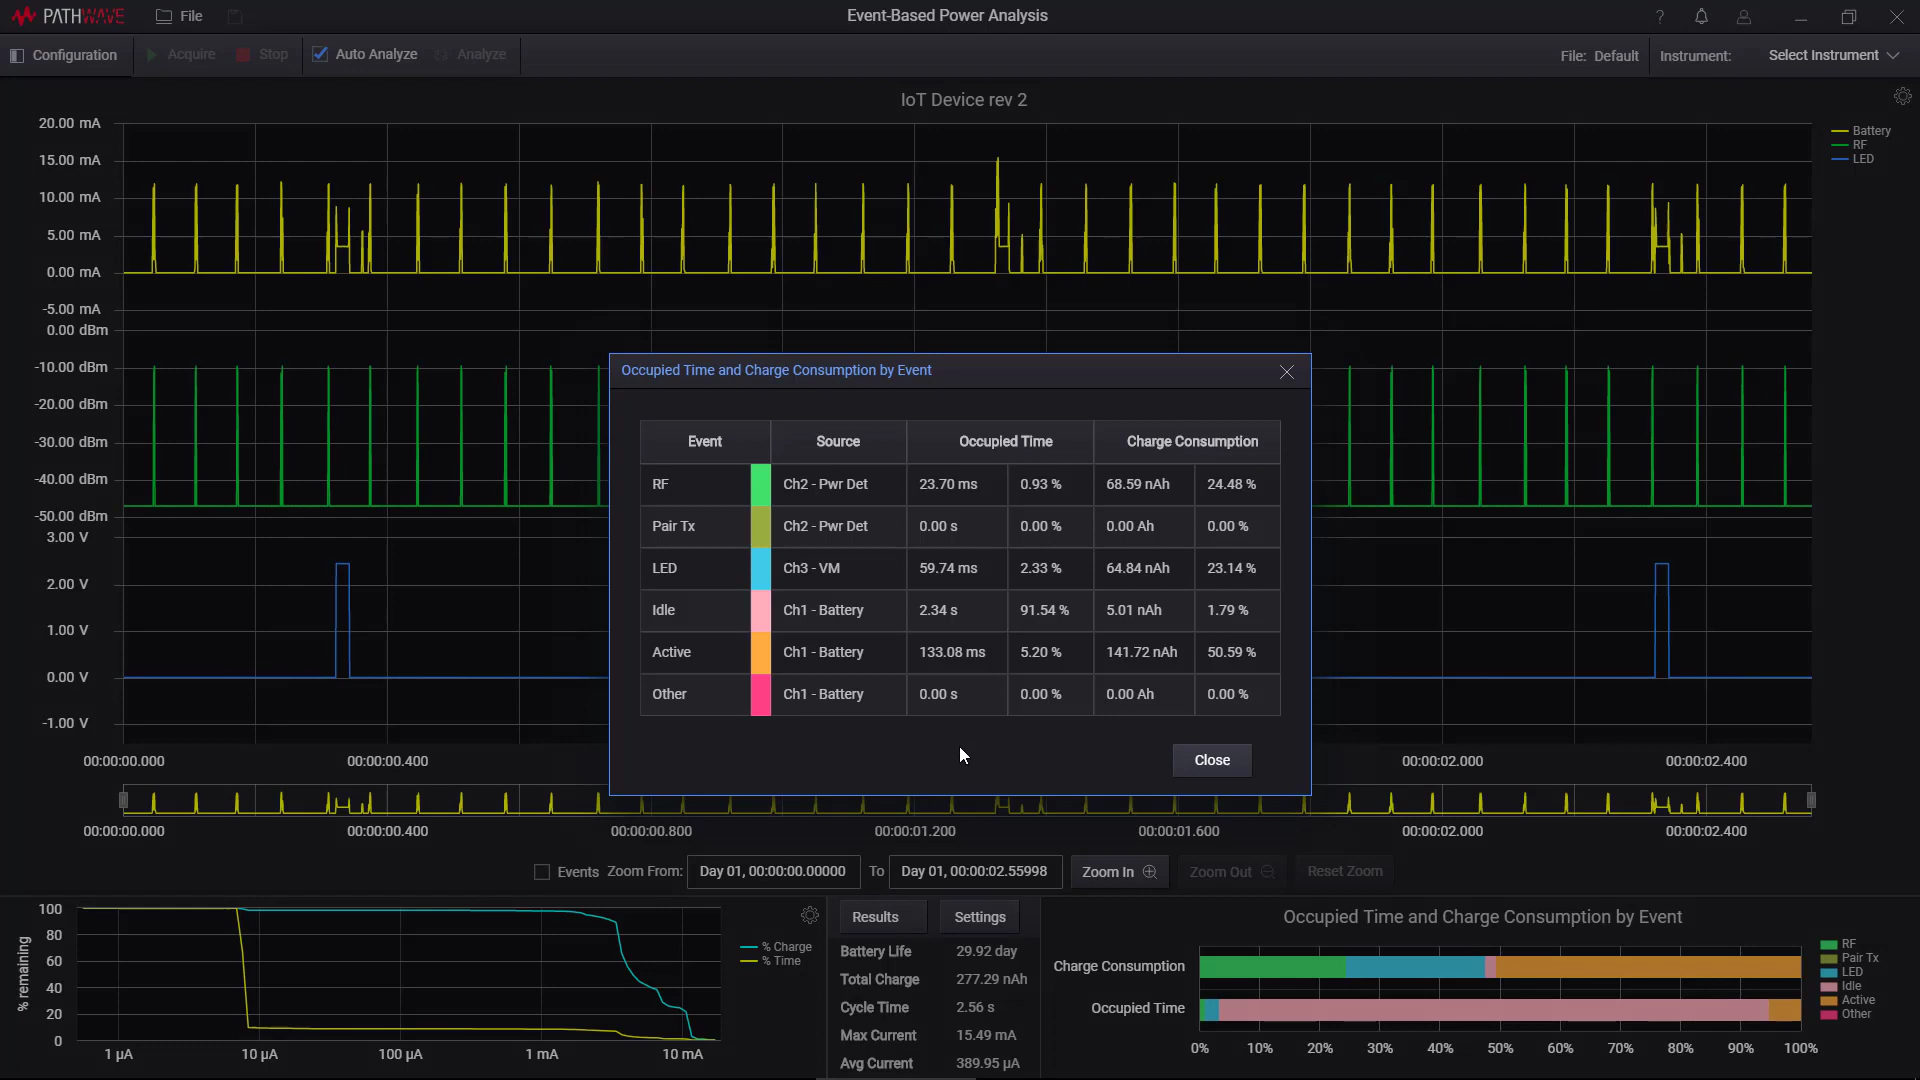 PATHWAVE File Event-Based Power Analysis ?
Configuration Acquire Stop Auto Analyze Analyze File: Default Instrument: Select Instrument
IoT Device rev 2
20.00 mA
15.00 mA
10.00 mA
5.00 mA
0.00 mA
-5.00 mA
Battery
RF
LED
0.00 dBm
-10.00 dBm
-20.00 dBm
-30.00 dBm
-40.00 dBm
-50.00 dBm
3.00 V
2.00 V
1.00 V
0.00 V
-1.00 V
Occupied Time and Charge Consumption by Event
Event Source Occupied Time Charge Consumption
RF Ch2 - Pwr Det 23.70 ms 0.93 % 68.59 nAh 24.48 %
Pair Tx Ch2 - Pwr Det 0.00 s 0.00 % 0.00 Ah 0.00 %
LED Ch3 - VM 59.74 ms 2.33 % 64.84 nAh 23.14 %
Idle Ch1 - Battery 2.34 s 91.54 % 5.01 nAh 1.79 %
Active Ch1 - Battery 133.08 ms 5.20 % 141.72 nAh 50.59 %
Other Ch1 - Battery 0.00 s 0.00 % 0.00 Ah 0.00 %
Close
00:00:00.000 00:00:00.400 00:00:02.000 00:00:02.400
00:00:00.000 00:00:00.400 00:00:00.800 00:00:01.200 00:00:01.600 00:00:02.000 00:00:02.400
Events Zoom From: Day 01, 00:00:00.00000 To Day 01, 00:00:02.55998 Zoom In Zoom Out Reset Zoom
% remaining
100
80
60
40
20
0
1 µA 10 µA 100 µA 1 mA 10 mA
% Charge
% Time
Results Settings
Battery Life 29.92 day
Total Charge 277.29 nAh
Cycle Time 2.56 s
Max Current 15.49 mA
Avg Current 389.95 µA
Occupied Time and Charge Consumption by Event
Charge Consumption
Occupied Time
0% 10% 20% 30% 40% 50% 60% 70% 80% 90% 100%
RF
Pair Tx
LED
Idle
Active
Other